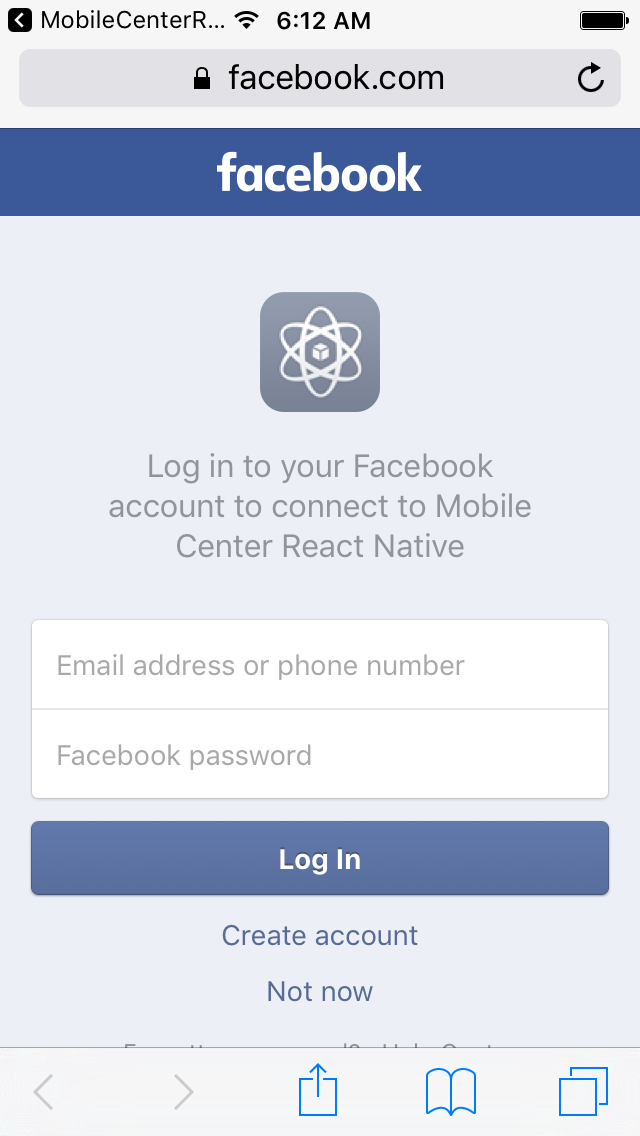 MobileCenterR... 6:12 AM
facebook.com
facebook
Log in to your Facebook
account to connect to Mobile
Center React Native
Email address or phone number
Facebook password
Log In
Create account
Not now